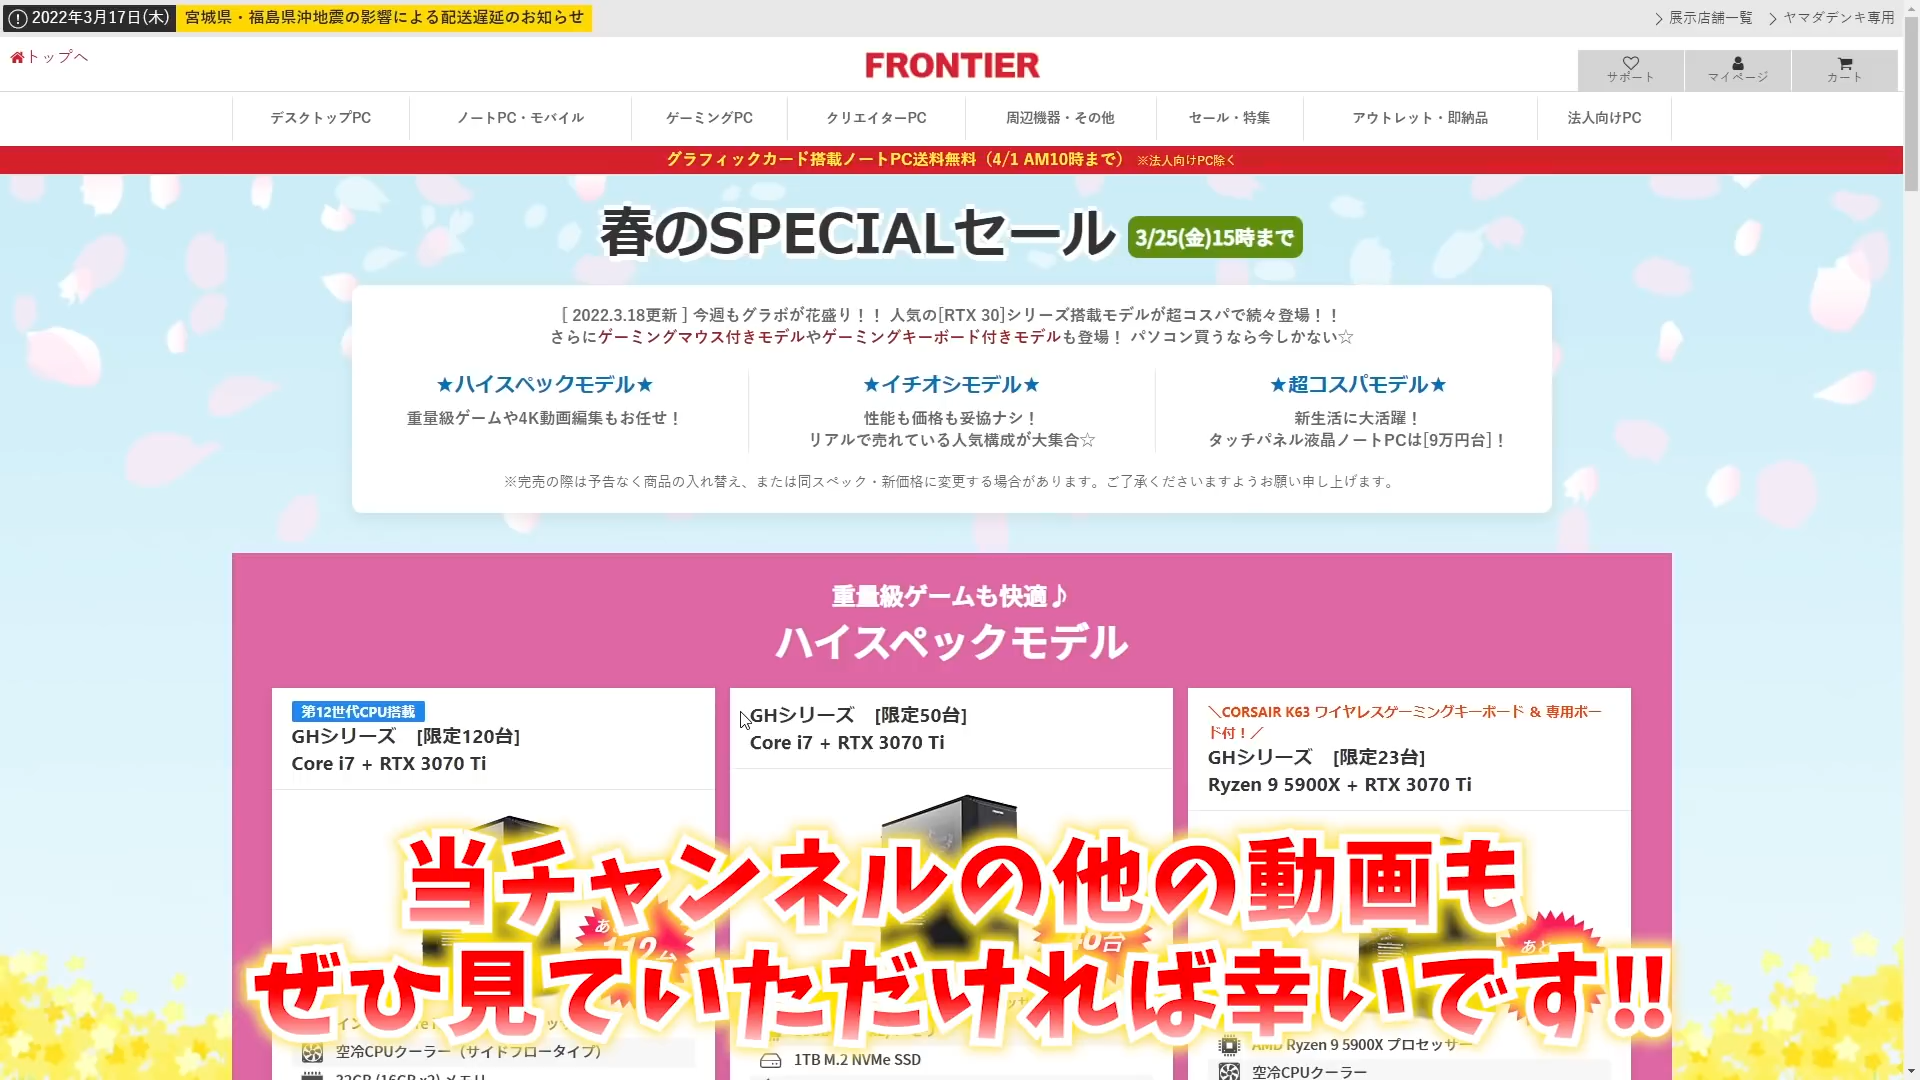 2022年3月17日(木) 宮城県・福島県沖地震の影響による配送遅延のお知らせ
展示店舗一覧 ヤマダデンキ専用
トップへ
FRONTIER
サポート マイページ カート
デスクトップPC ノートPC・モバイル ゲーミングPC クリエイターPC 周辺機器・その他 セール・特集 アウトレット・即納品 法人向けPC
グラフィックカード搭載ノートPC送料無料（4/1 AM10時まで） ※法人向けPC除く
春のSPECIALセール 3/25(金)15時まで
[ 2022.3.18更新 ] 今週もグラボが花盛り！！ 人気の[RTX 30]シリーズ搭載モデルが超コスパで続々登場！！
さらにゲーミングマウス付きモデルやゲーミングキーボード付きモデルも登場！ パソコン買うなら今しかない☆
★ハイスペックモデル★
重量級ゲームや4K動画編集もお任せ！
★イチオシモデル★
性能も価格も妥協ナシ！
リアルで売れている人気構成が大集合☆
★超コスパモデル★
新生活に大活躍！
タッチパネル液晶ノートPCは[9万円台]！
※完売の際は予告なく商品の入れ替え、または同スペック・新価格に変更する場合があります。ご了承くださいますようお願い申し上げます。
重量級ゲームも快適♪
ハイスペックモデル
第12世代CPU搭載
GHシリーズ [限定120台]
Core i7 + RTX 3070 Ti
GHシリーズ [限定50台]
Core i7 + RTX 3070 Ti
＼CORSAIR K63 ワイヤレスゲーミングキーボード & 専用ボー
ド付！／
GHシリーズ [限定23台]
Ryzen 9 5900X + RTX 3070 Ti
当チャンネルの他の動画も
ぜひ見ていただければ幸いです!!
空冷CPUクーラー（サイドフロータイプ）
32GB (16GB x2) メモリ
1TB M.2 NVMe SSD
AMD Ryzen 9 5900X プロセッサー
空冷CPUクーラー